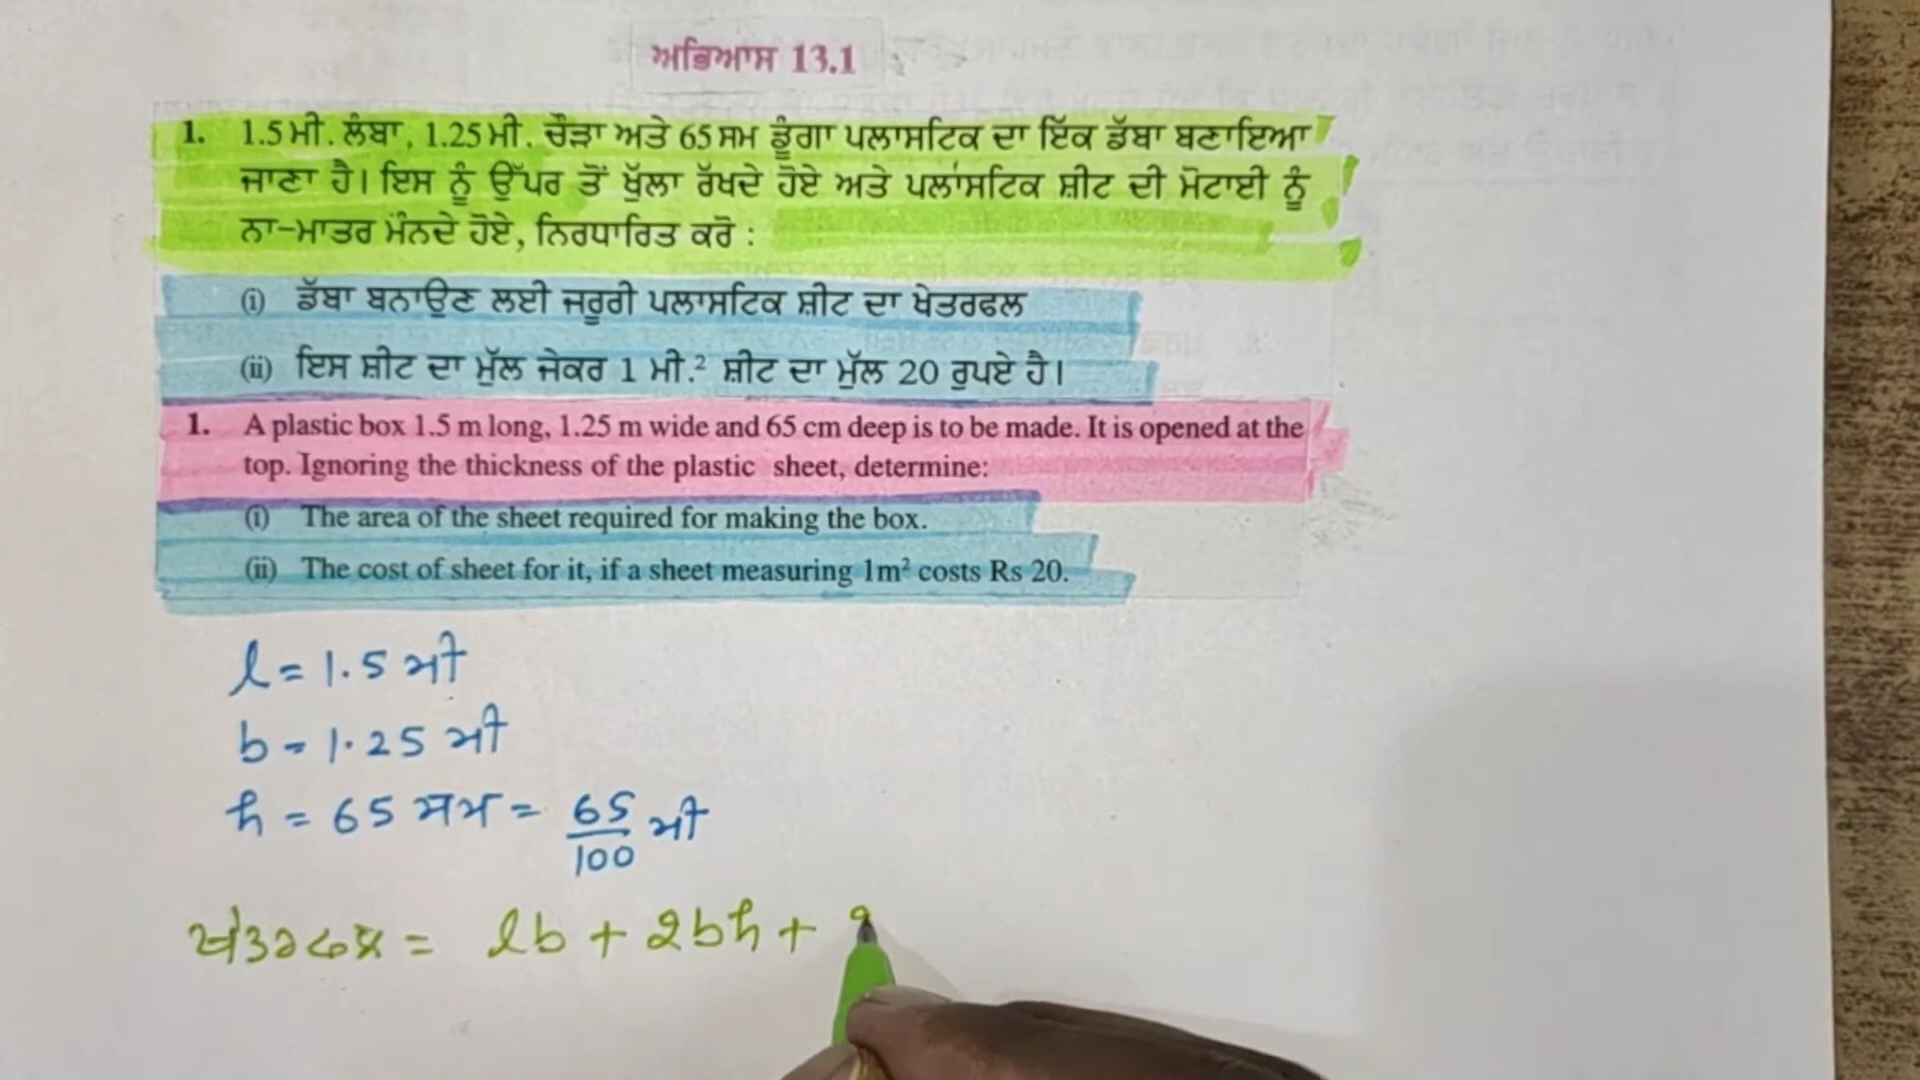 ਅਭਿਆਸ 13.1
1. 1.5 ਮੀ. ਲੰਬਾ, 1.25 ਮੀ. ਚੌੜਾ ਅਤੇ 65 ਸਮ ਡੂੰਗਾ ਪਲਾਸਟਿਕ ਦਾ ਇੱਕ ਡੱਬਾ ਬਣਾਇਆ
ਜਾਣਾ ਹੈ। ਇਸ ਨੂੰ ਉੱਪਰ ਤੋਂ ਖੁੱਲਾ ਰੱਖਦੇ ਹੋਏ ਅਤੇ ਪਲਾਸਟਿਕ ਸ਼ੀਟ ਦੀ ਮੋਟਾਈ ਨੂੰ
ਨਾ-ਮਾਤਰ ਮੰਨਦੇ ਹੋਏ, ਨਿਰਧਾਰਿਤ ਕਰੋ :
(i) ਡੱਬਾ ਬਨਾਉਣ ਲਈ ਜਰੂਰੀ ਪਲਾਸਟਿਕ ਸ਼ੀਟ ਦਾ ਖੇਤਰਫਲ
(ii) ਇਸ ਸ਼ੀਟ ਦਾ ਮੁੱਲ ਜੇਕਰ 1 ਮੀ.² ਸ਼ੀਟ ਦਾ ਮੁੱਲ 20 ਰੁਪਏ ਹੈ।
1. A plastic box 1.5 m long, 1.25 m wide and 65 cm deep is to be made. It is opened at the
top. Ignoring the thickness of the plastic sheet, determine:
(i) The area of the sheet required for making the box.
(ii) The cost of sheet for it, if a sheet measuring 1m² costs Rs 20.
l = 1.5 ਮੀ
b = 1.25 ਮੀ
h = 65 ਸਮ = 65/100 ਮੀ
ਖੇਤਰਫਲ = lb + 2bh +